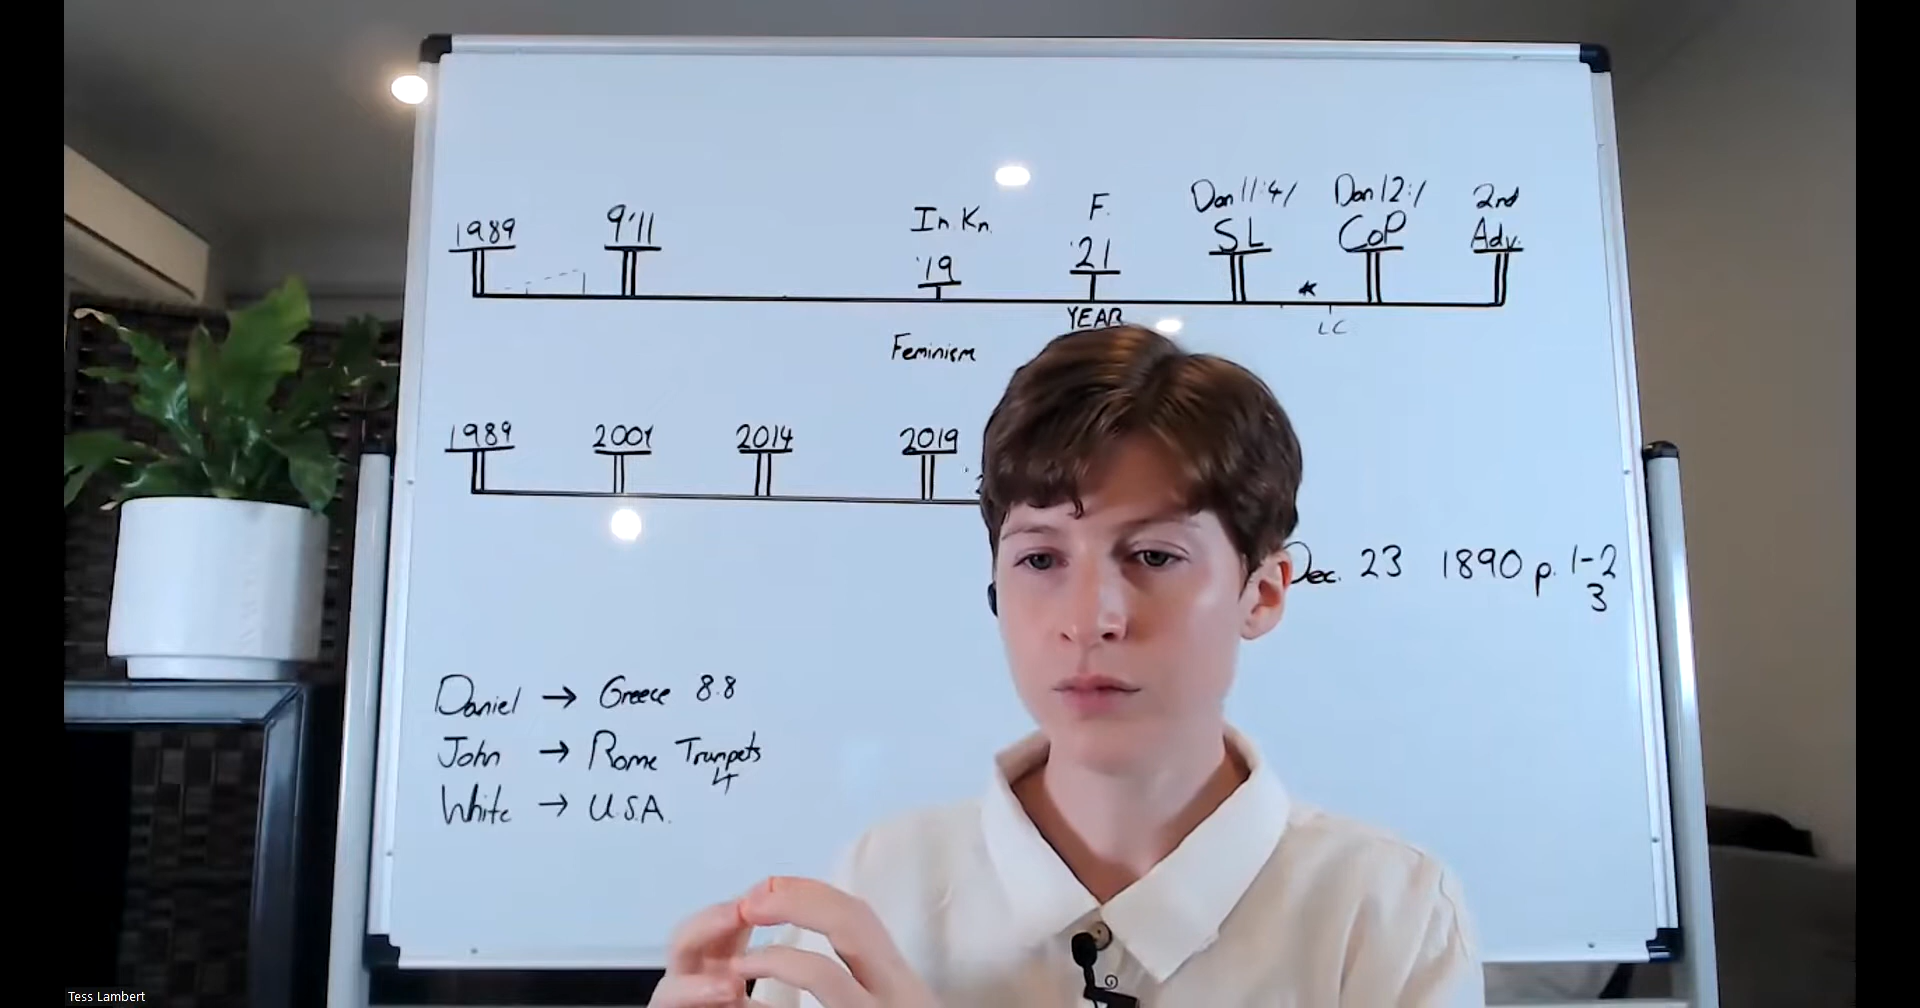 Dan 11:41 Dan 12:1 2nd
1989 9'11 In. Kn. F. SL CoP Adv.
'19 '21
*
YEAR LC
Feminism
1989 2001 2014 2019
Dec. 23 1890 p. 1-2
3
Daniel → Greece 8.8
John → Rome Trumpets
4
White → U.S.A.
Tess Lambert